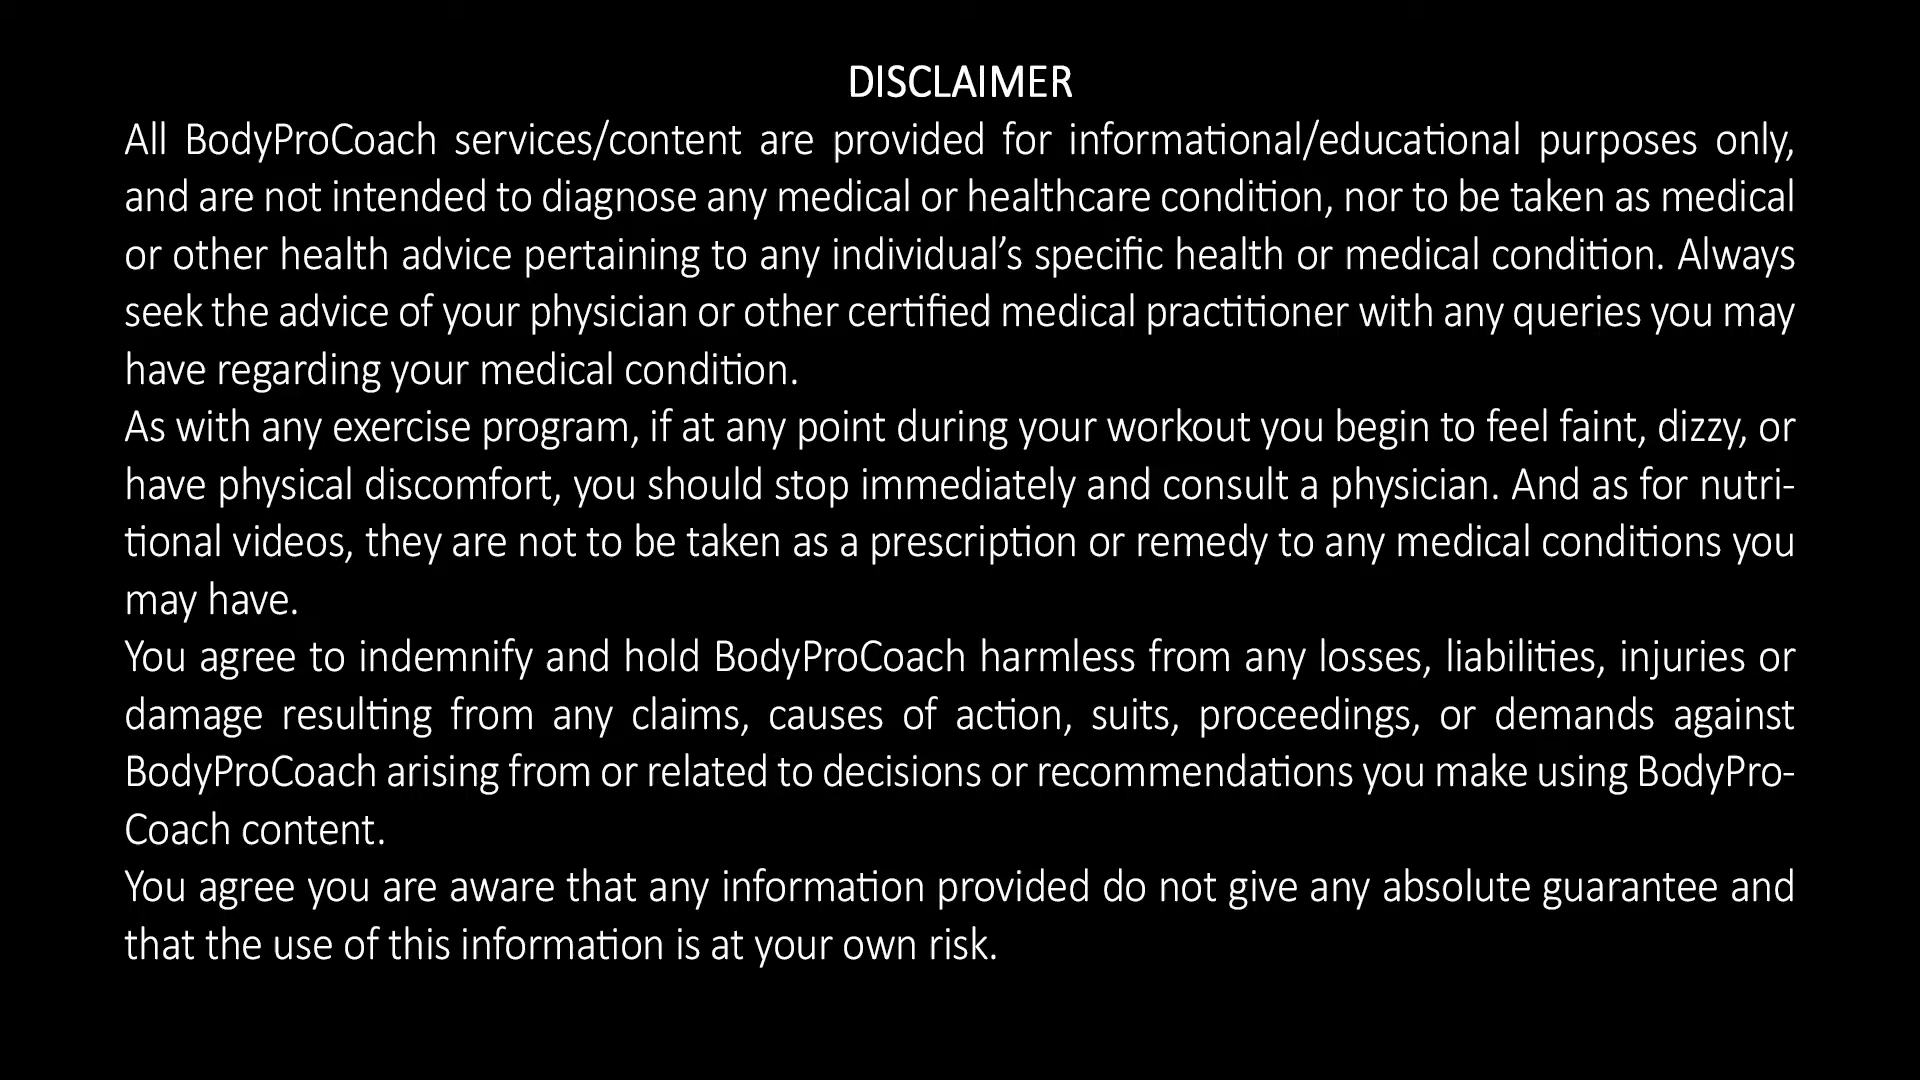 DISCLAIMER
All BodyProCoach services/content are provided for informational/educational purposes only,
and are not intended to diagnose any medical or healthcare condition, nor to be taken as medical
or other health advice pertaining to any individual’s specific health or medical condition. Always
seek the advice of your physician or other certified medical practitioner with any queries you may
have regarding your medical condition.
As with any exercise program, if at any point during your workout you begin to feel faint, dizzy, or
have physical discomfort, you should stop immediately and consult a physician. And as for nutri-
tional videos, they are not to be taken as a prescription or remedy to any medical conditions you
may have.
You agree to indemnify and hold BodyProCoach harmless from any losses, liabilities, injuries or
damage resulting from any claims, causes of action, suits, proceedings, or demands against
BodyProCoach arising from or related to decisions or recommendations you make using BodyPro-
Coach content.
You agree you are aware that any information provided do not give any absolute guarantee and
that the use of this information is at your own risk.